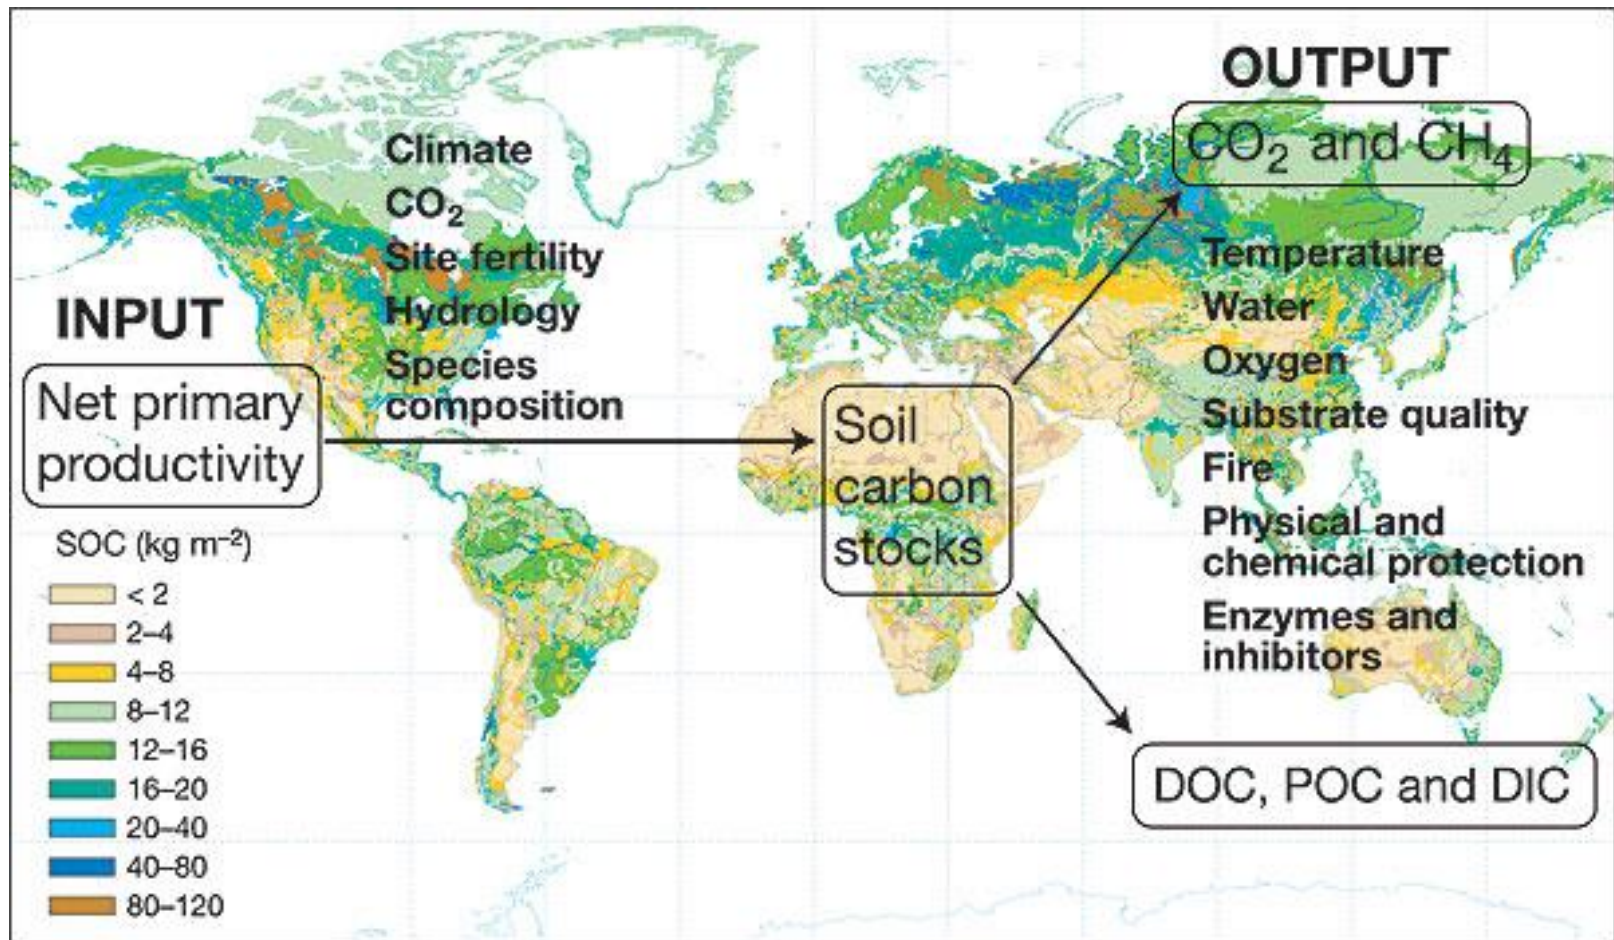 OUTPUT
CO₂ and CH₄
Climate
CO₂
Site fertility
Hydrology
Species
composition
INPUT
Net primary
productivity
Soil
carbon
stocks
Temperature
Water
Oxygen
Substrate quality
Fire
Physical and
chemical protection
Enzymes and
inhibitors
DOC, POC and DIC
SOC (kg m⁻²)
< 2
2–4
4–8
8–12
12–16
16–20
20–40
40–80
80–120